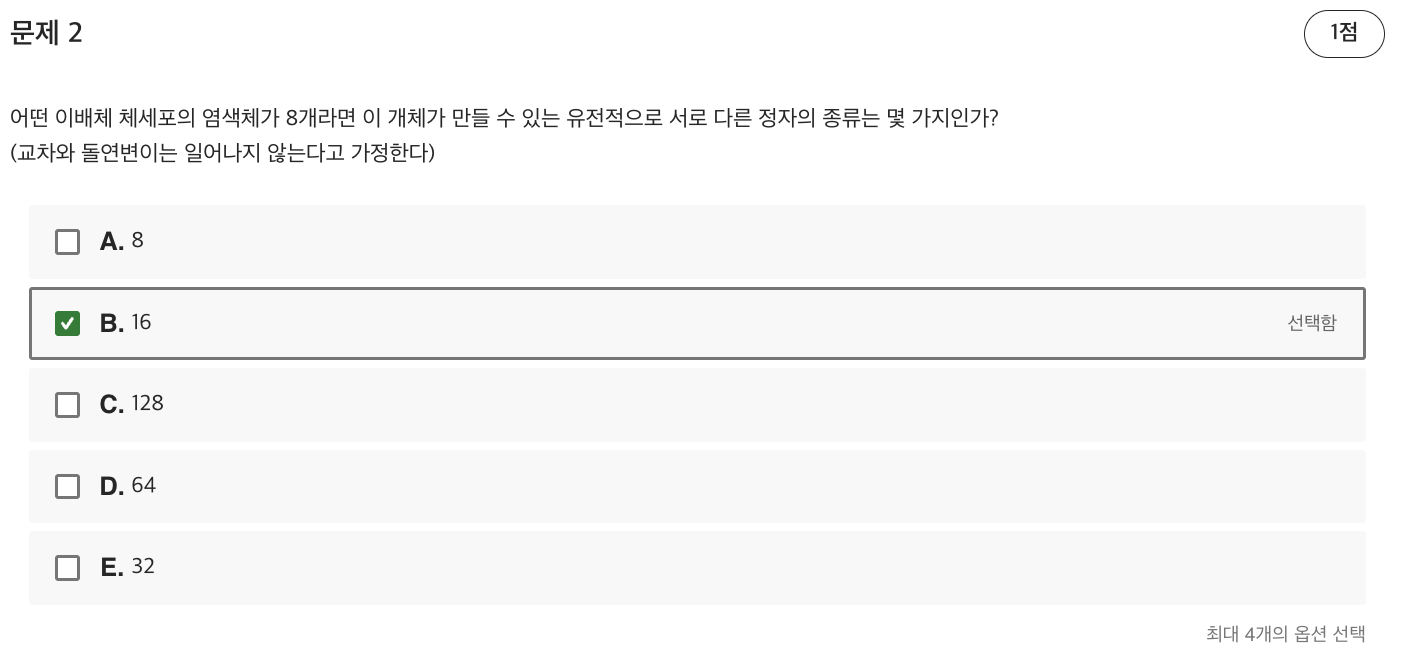 문제 2
1점
어떤 이배체 체세포의 염색체가 8개라면 이 개체가 만들 수 있는 유전적으로 서로 다른 정자의 종류는 몇 가지인가?
(교차와 돌연변이는 일어나지 않는다고 가정한다)
A. 8
B. 16
선택함
C. 128
D. 64
E. 32
최대 4개의 옵션 선택